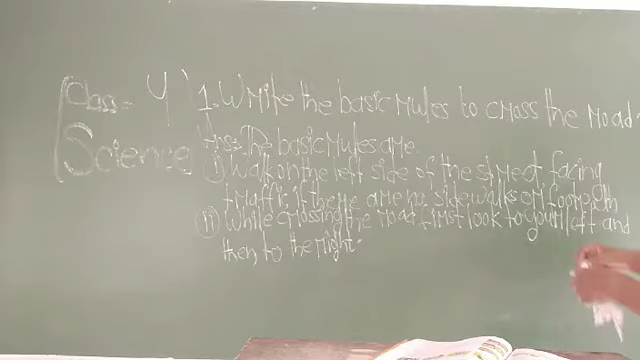 Class = 4
Science
1. Write the basic rules to cross the road.
Ans: The basic rules are.
(i) Walk on the left side of the street facing
traffic if there are no sidewalks or footpath
(ii) While crossing the road first look to your left and
then to the right.